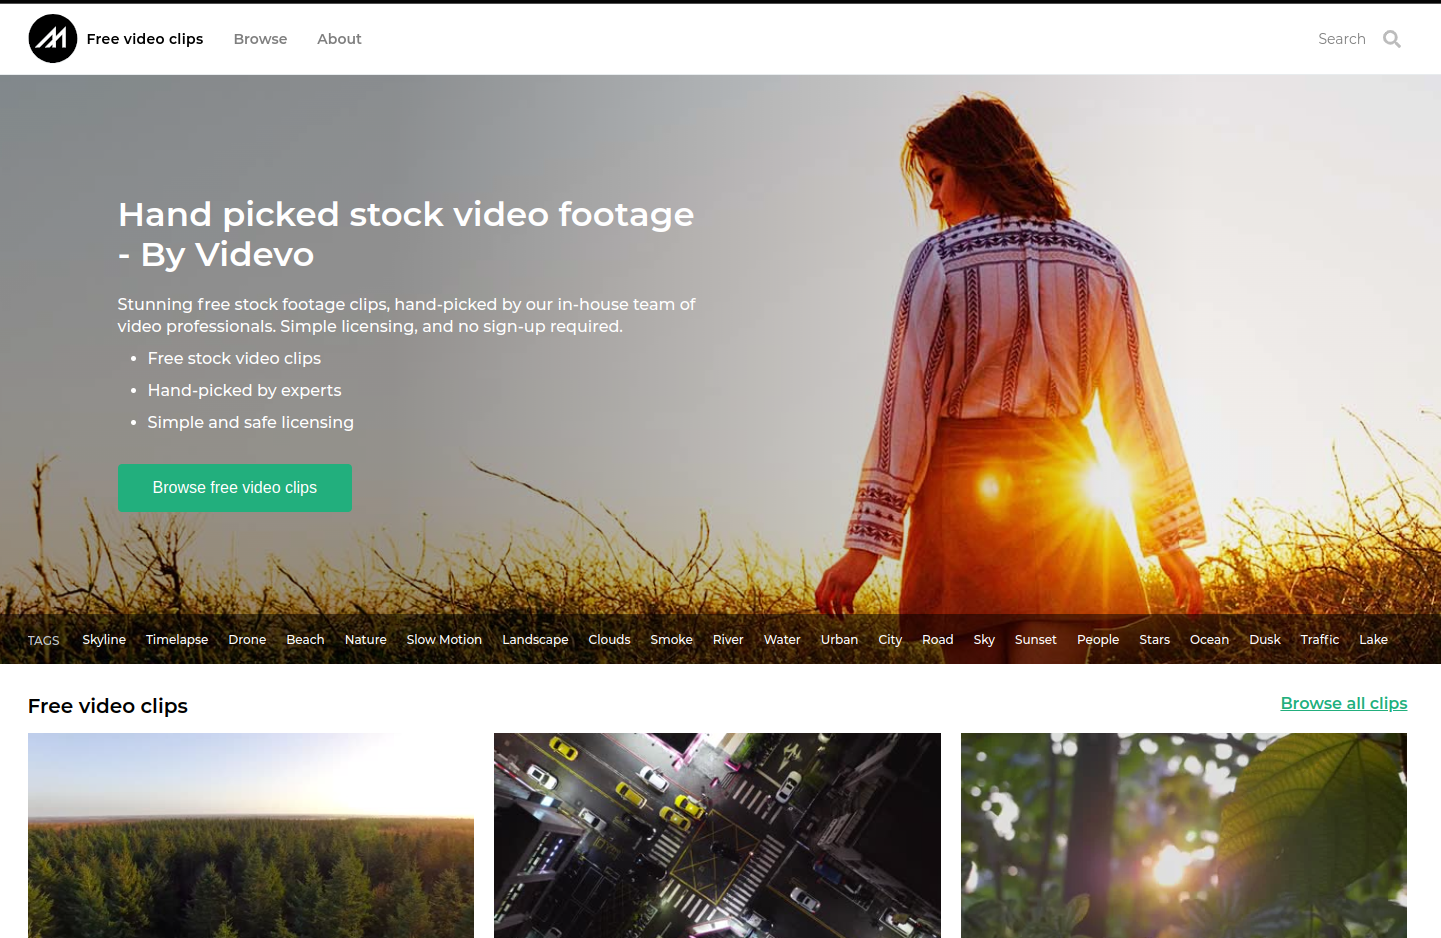 Free video clips
Browse
About
Search
Hand picked stock video footage
- By Videvo
Stunning free stock footage clips, hand-picked by our in-house team of
video professionals. Simple licensing, and no sign-up required.
• Free stock video clips
• Hand-picked by experts
• Simple and safe licensing
Browse free video clips
TAGS Skyline Timelapse Drone Beach Nature Slow Motion Landscape Clouds Smoke River Water Urban City Road Sky Sunset People Stars Ocean Dusk Traffic Lake
Free video clips
Browse all clips